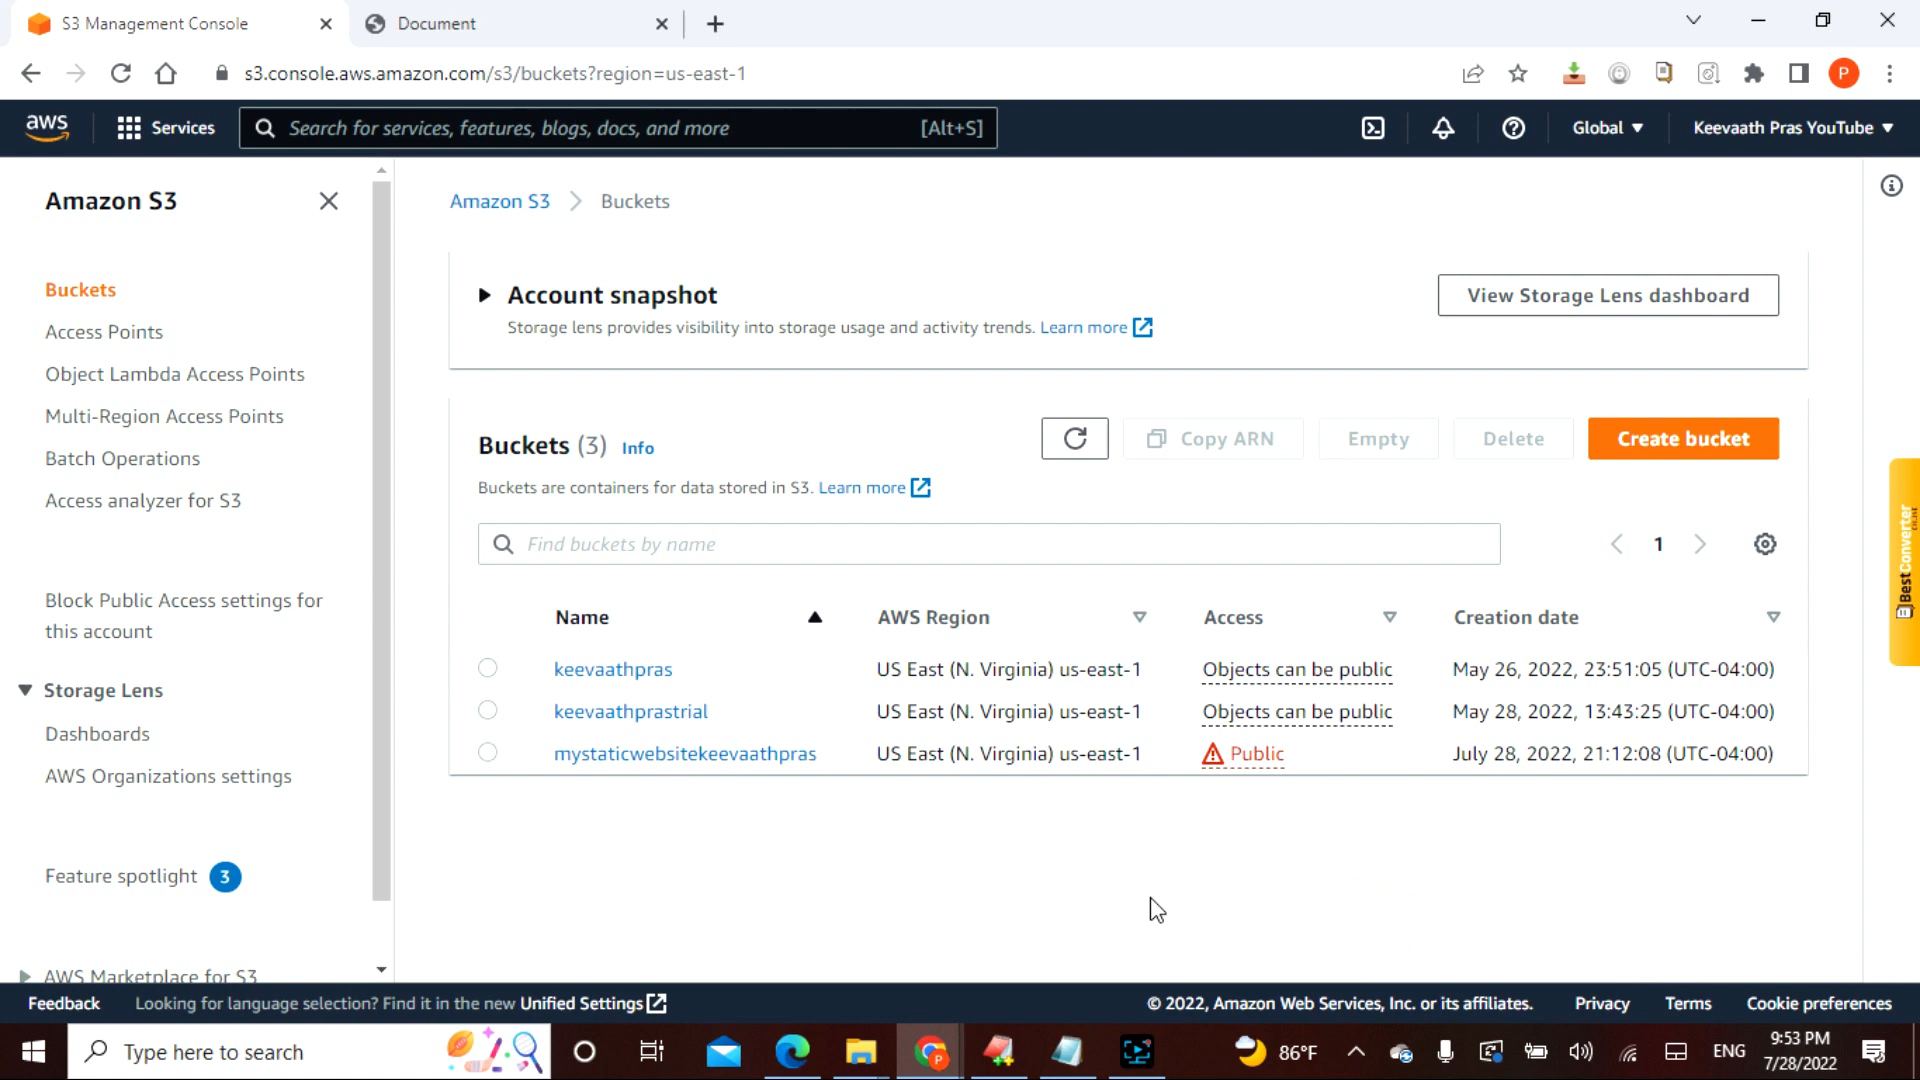 S3 Management Console
Document
s3.console.aws.amazon.com/s3/buckets?region=us-east-1
P
aws
Services
Search for services, features, blogs, docs, and more
[Alt+S]
Global
Keevaath Pras YouTube
Amazon S3
Buckets
Access Points
Object Lambda Access Points
Multi-Region Access Points
Batch Operations
Access analyzer for S3
Block Public Access settings for
this account
Storage Lens
Dashboards
AWS Organizations settings
Feature spotlight 3
AWS Marketplace for S3
Amazon S3 > Buckets
Account snapshot
Storage lens provides visibility into storage usage and activity trends. Learn more
View Storage Lens dashboard
Buckets (3) Info
Copy ARN
Empty
Delete
Create bucket
Buckets are containers for data stored in S3. Learn more
Find buckets by name
1
Name AWS Region Access Creation date
keevaathpras US East (N. Virginia) us-east-1 Objects can be public May 26, 2022, 23:51:05 (UTC-04:00)
keevaathprastrial US East (N. Virginia) us-east-1 Objects can be public May 28, 2022, 13:43:25 (UTC-04:00)
mystaticwebsitekeevaathpras US East (N. Virginia) us-east-1 Public July 28, 2022, 21:12:08 (UTC-04:00)
BestConverter
Feedback Looking for language selection? Find it in the new Unified Settings
© 2022, Amazon Web Services, Inc. or its affiliates. Privacy Terms Cookie preferences
Type here to search
86°F
ENG
9:53 PM
7/28/2022